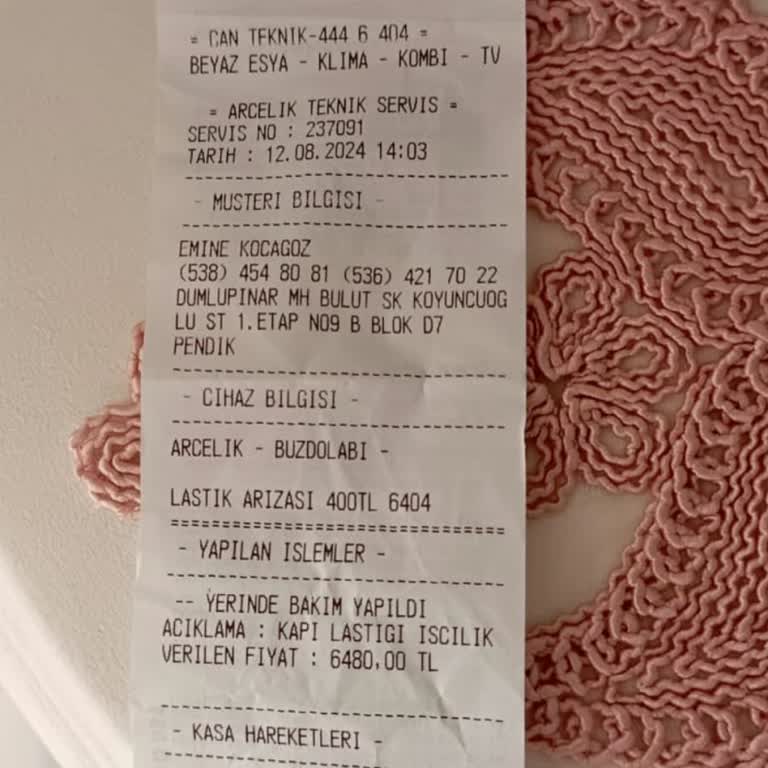 = CAN TEKNIK-444 6 404 =
BEYAZ ESYA - KLIMA - KOMBI - TV
= ARCELIK TEKNIK SERVIS =
SERVIS NO : 237091
TARIH : 12.08.2024 14:03
--------------------------------
- MUSTERI BILGISI -
--------------------------------
EMINE KOCAGOZ
(538) 454 80 81 (536) 421 70 22
DUMLUPINAR MH BULUT SK KOYUNCUOG
LU ST 1.ETAP NO9 B BLOK D7
PENDIK
--------------------------------
- CIHAZ BILGISI -
--------------------------------
ARCELIK - BUZDOLABI -
LASTIK ARIZASI 400TL 6404
================================
- YAPILAN ISLEMLER -
--------------------------------
-- YERINDE BAKIM YAPILDI
ACIKLAMA : KAPI LASTIGI ISCILIK
VERILEN FIYAT : 6480,00 TL
--------------------------------
- KASA HAREKETLERI -
--------------------------------